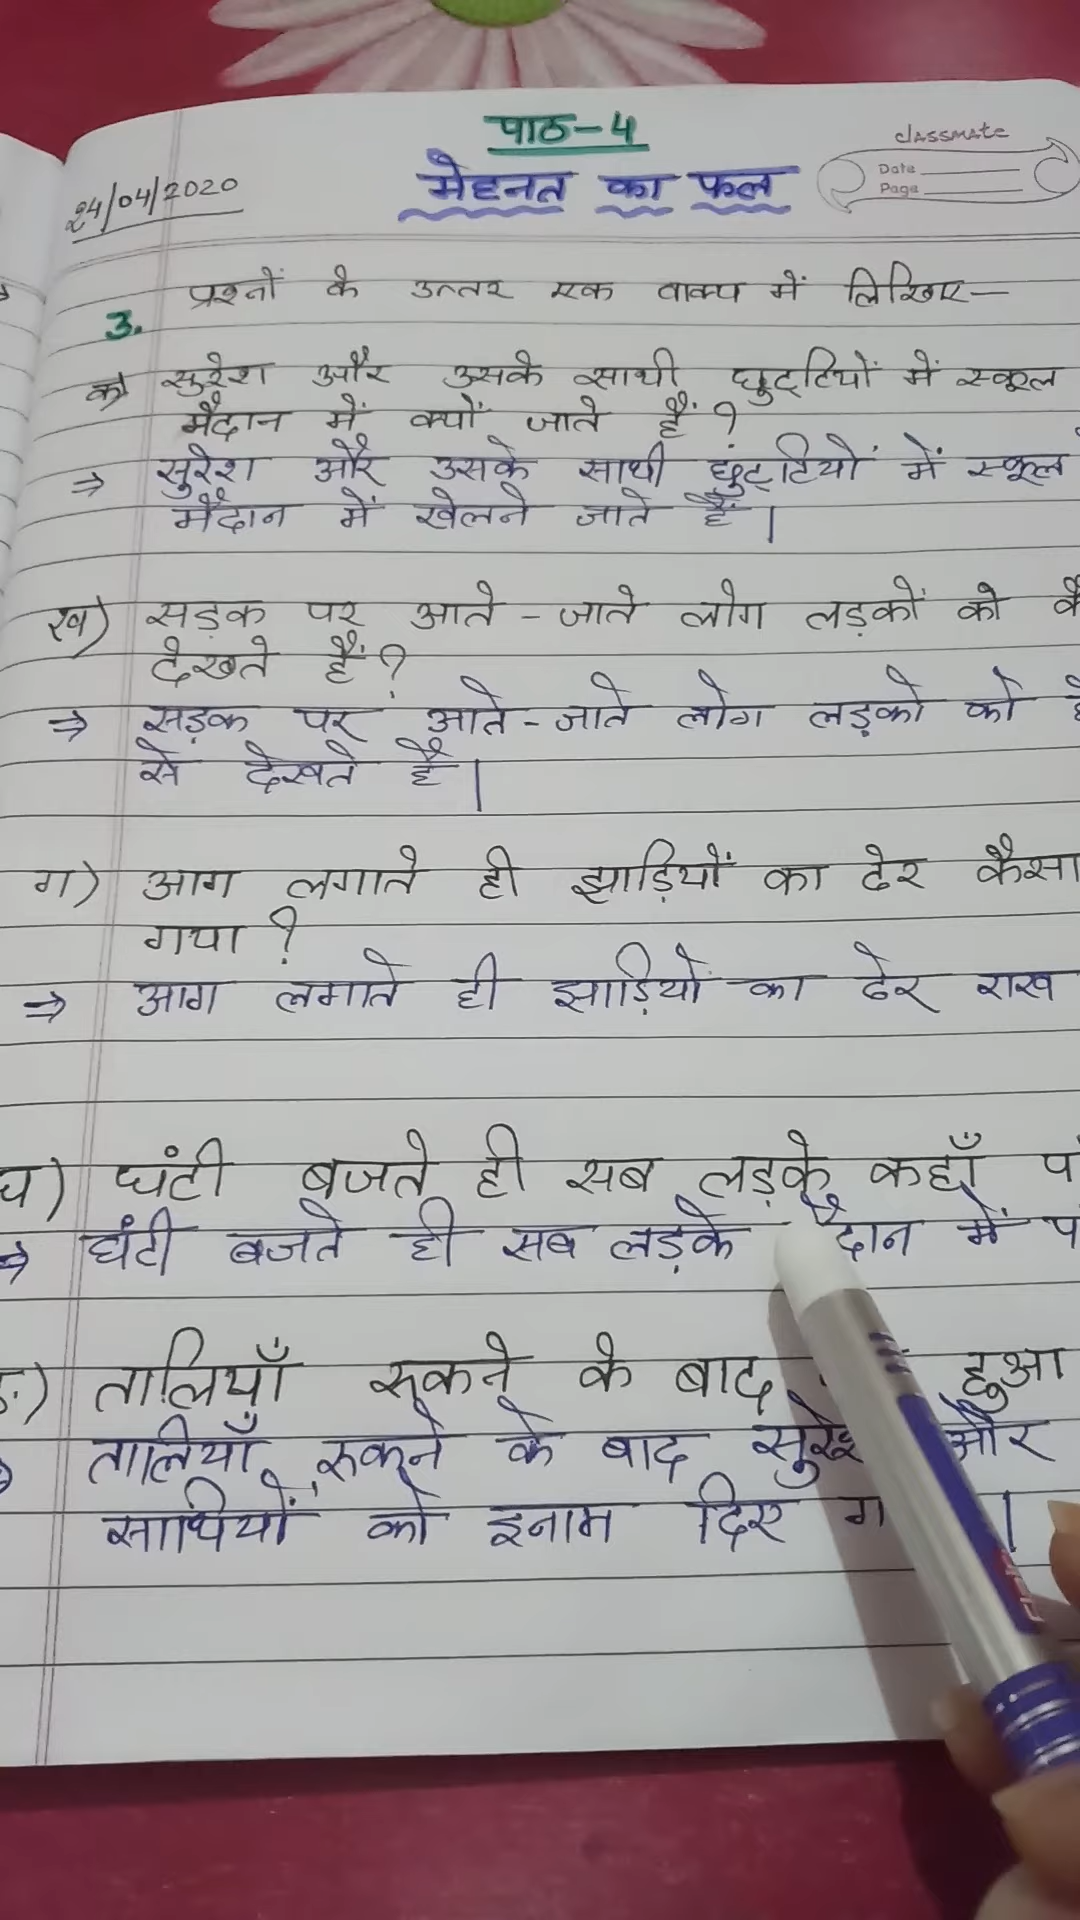 पाठ-4
classmate
24/04/2020
मेहनत का फल
Date
Page
प्रश्नों के उत्तर एक वाक्य में लिखिए-
3.
क) सुरेश और उसके साथी छुट्टियों में स्कूल
मैदान में क्यों जाते हैं ?
⇒ सुरेश और उसके साथी छुट्टियों में स्कूल
मैदान में खेलने जाते हैं |
ख) सड़क पर आते-जाते लोग लड़कों को
देखते हैं ?
⇒ सड़क पर आते-जाते लोग लड़को को
से देखते है |
ग) आग लगाते ही झाड़ियों का ढेर कैसा
गया ?
⇒ आग लगाते ही झाड़ियों का ढेर राख
घ) घंटी बजते ही सब लड़के कहाँ
⇒ घंटी बजते ही सब लड़के में
ङ) तालियाँ रूकने के बाद हुआ
तालियाँ रुकने के बाद और
साथियों को इनाम दिए |